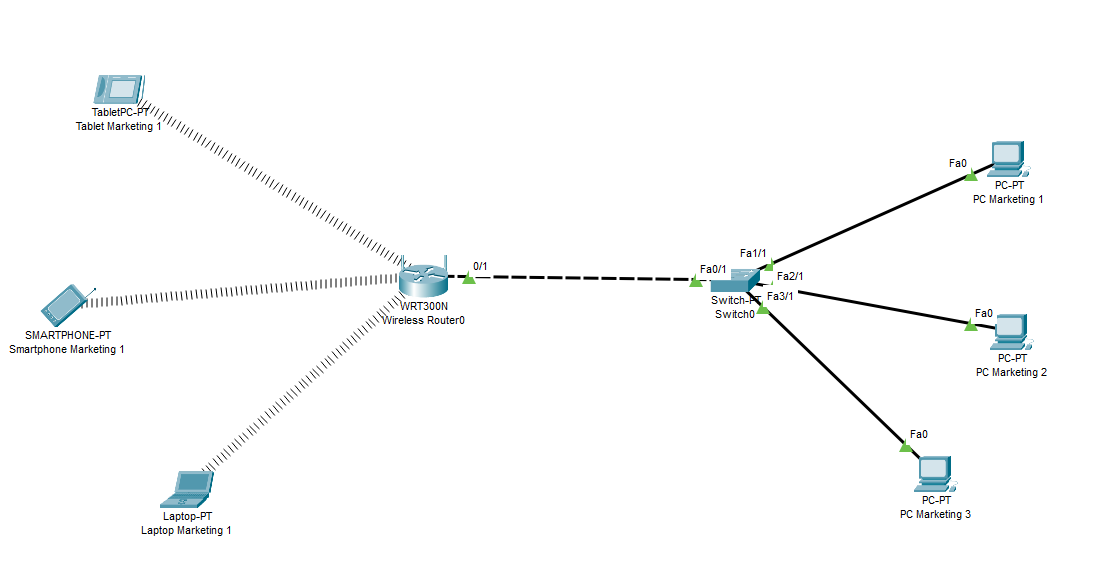 TabletPC-PT
Tablet Marketing 1
Fa0
PC-PT
PC Marketing 1
Fa1/1
0/1
Fa0/1
Fa2/1
WRT300N
Wireless Router0
Switch-PT
Fa3/1
Switch0
Fa0
PC-PT
PC Marketing 2
SMARTPHONE-PT
Smartphone Marketing 1
Fa0
PC-PT
PC Marketing 3
Laptop-PT
Laptop Marketing 1